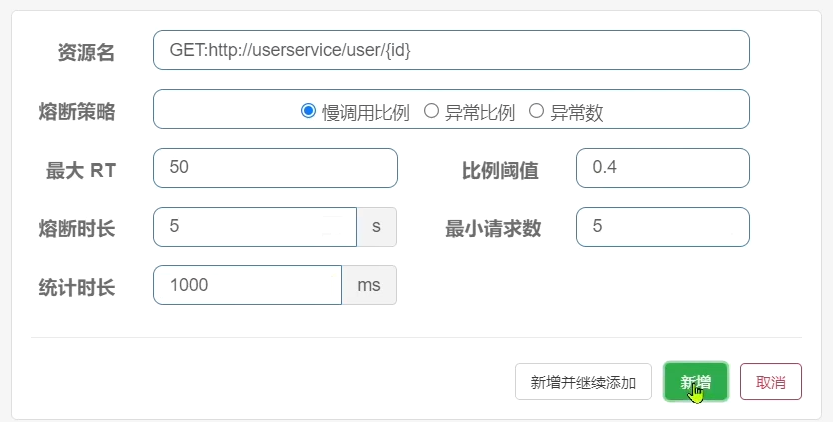 资源名 GET:http://userservice/user/{id}
熔断策略 慢调用比例 异常比例 异常数
最大 RT 50 比例阈值 0.4
熔断时长 5 s 最小请求数 5
统计时长 1000 ms
新增并继续添加 新增 取消